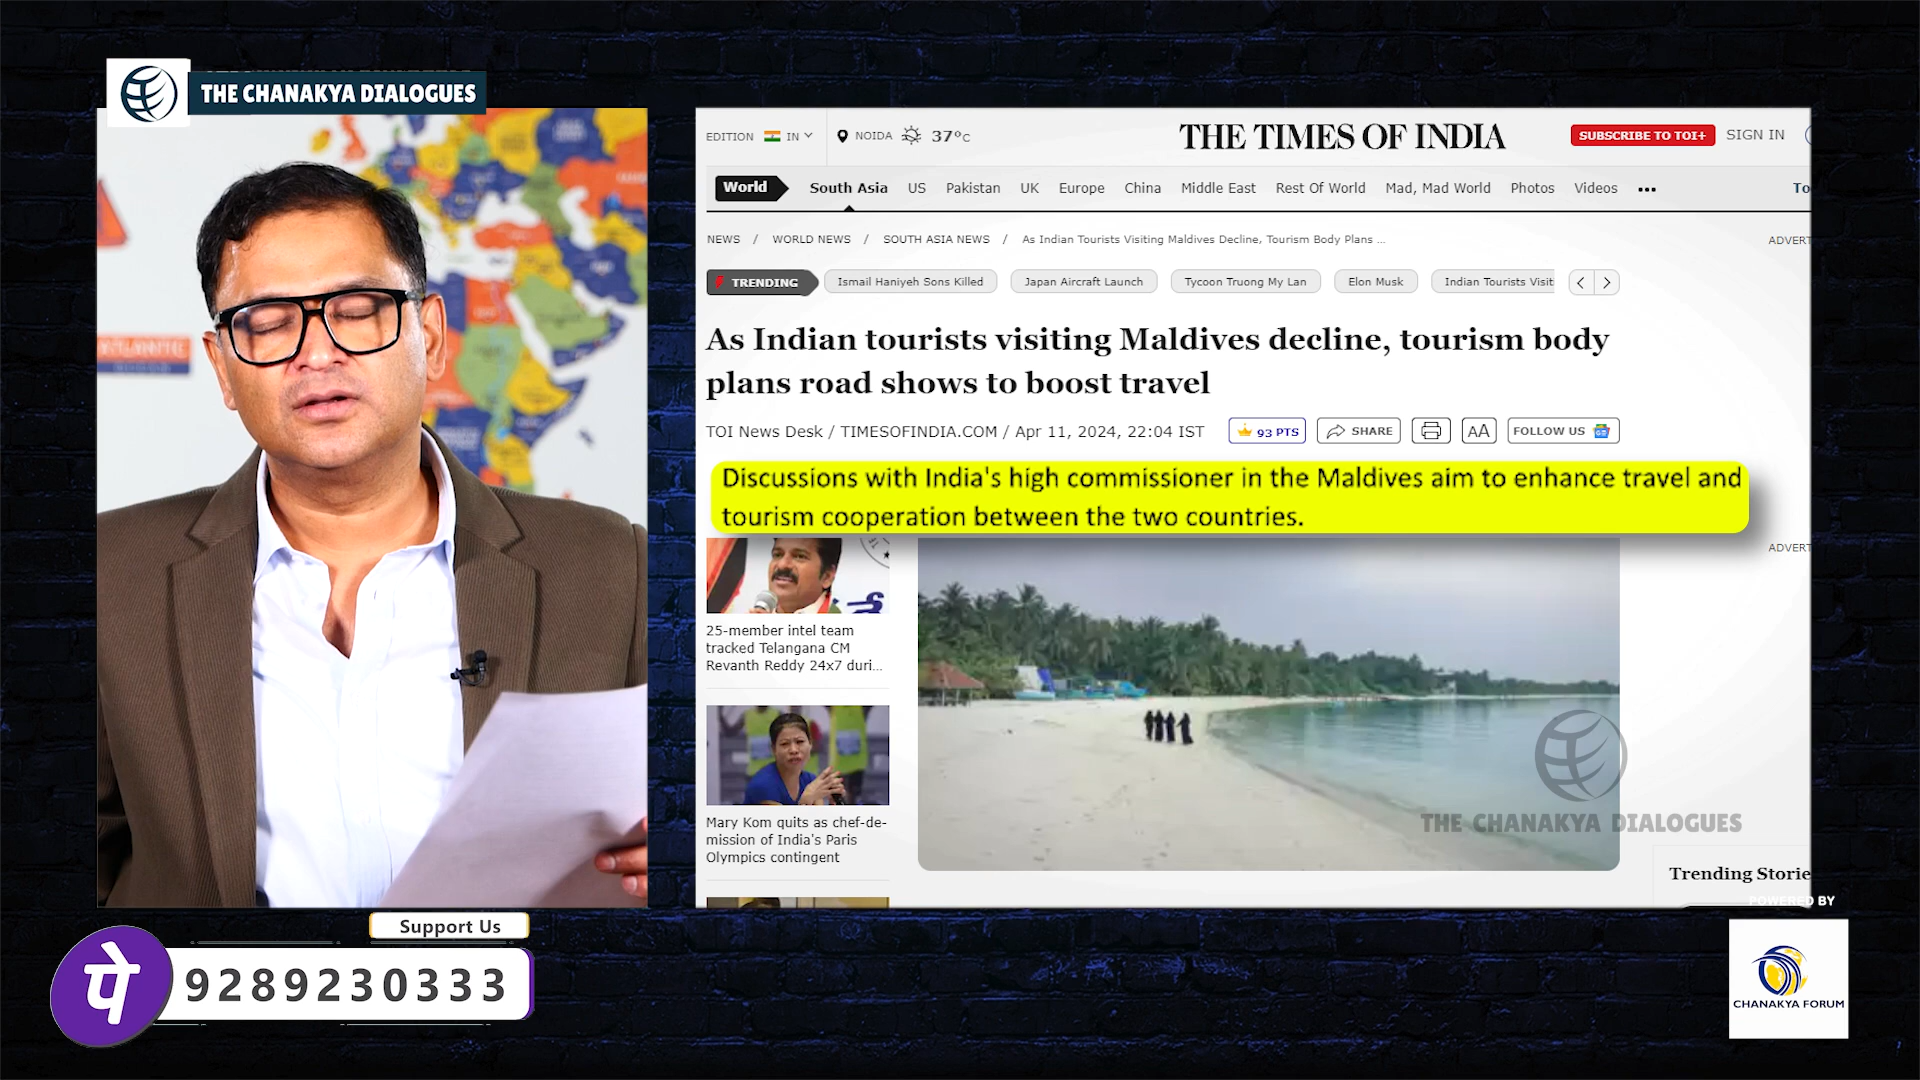 THE CHANAKYA DIALOGUES
ATLANTIC
EDITION IN
NOIDA 37°C
THE TIMES OF INDIA
SUBSCRIBE TO TOI+
SIGN IN
World
South Asia US Pakistan UK Europe China Middle East Rest Of World Mad, Mad World Photos Videos •••
To
NEWS / WORLD NEWS / SOUTH ASIA NEWS / As Indian Tourists Visiting Maldives Decline, Tourism Body Plans ...
ADVERT
TRENDING
Ismail Haniyeh Sons Killed
Japan Aircraft Launch
Tycoon Truong My Lan
Elon Musk
Indian Tourists Visit
As Indian tourists visiting Maldives decline, tourism body
plans road shows to boost travel
TOI News Desk / TIMESOFINDIA.COM / Apr 11, 2024, 22:04 IST
93 PTS
SHARE
AA
FOLLOW US
Discussions with India's high commissioner in the Maldives aim to enhance travel and
tourism cooperation between the two countries.
ADVERT
25-member intel team
tracked Telangana CM
Revanth Reddy 24x7 duri...
Mary Kom quits as chef-de-
mission of India's Paris
Olympics contingent
THE CHANAKYA DIALOGUES
Trending Storie
POWERED BY
CHANAKYA FORUM
Support Us
पे
9289230333